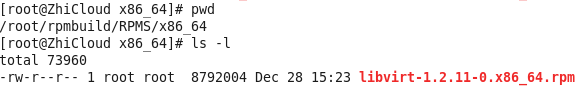 [root@ZhiCloud x86_64]# pwd
/root/rpmbuild/RPMS/x86_64
[root@ZhiCloud x86_64]# ls -l
total 73960
-rw-r--r-- 1 root root  8792004 Dec 28 15:23 libvirt-1.2.11-0.x86_64.rpm